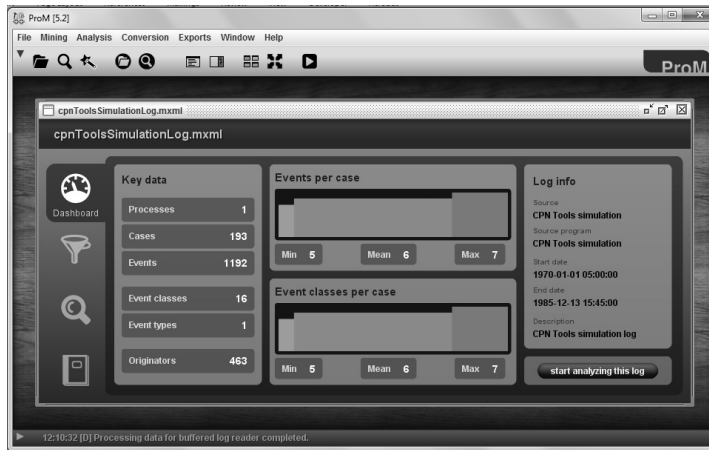 ProM [5.2]
File Mining Analysis Conversion Exports Window Help
ProM
cpnToolsSimulationLog.mxml
cpnToolsSimulationLog.mxml
Dashboard
Key data
Processes 1
Cases 193
Events 1192
Event classes 16
Event types 1
Originators 463
Events per case
Min 5 Mean 6 Max 7
Event classes per case
Min 5 Mean 6 Max 7
Log info
Source
CPN Tools simulation
Source program
CPN Tools simulation
Start date
1970-01-01 05:00:00
End date
1985-12-13 15:45:00
Description
CPN Tools simulation log
start analyzing this log
12:10:32 [D] Processing data for buffered log reader completed.